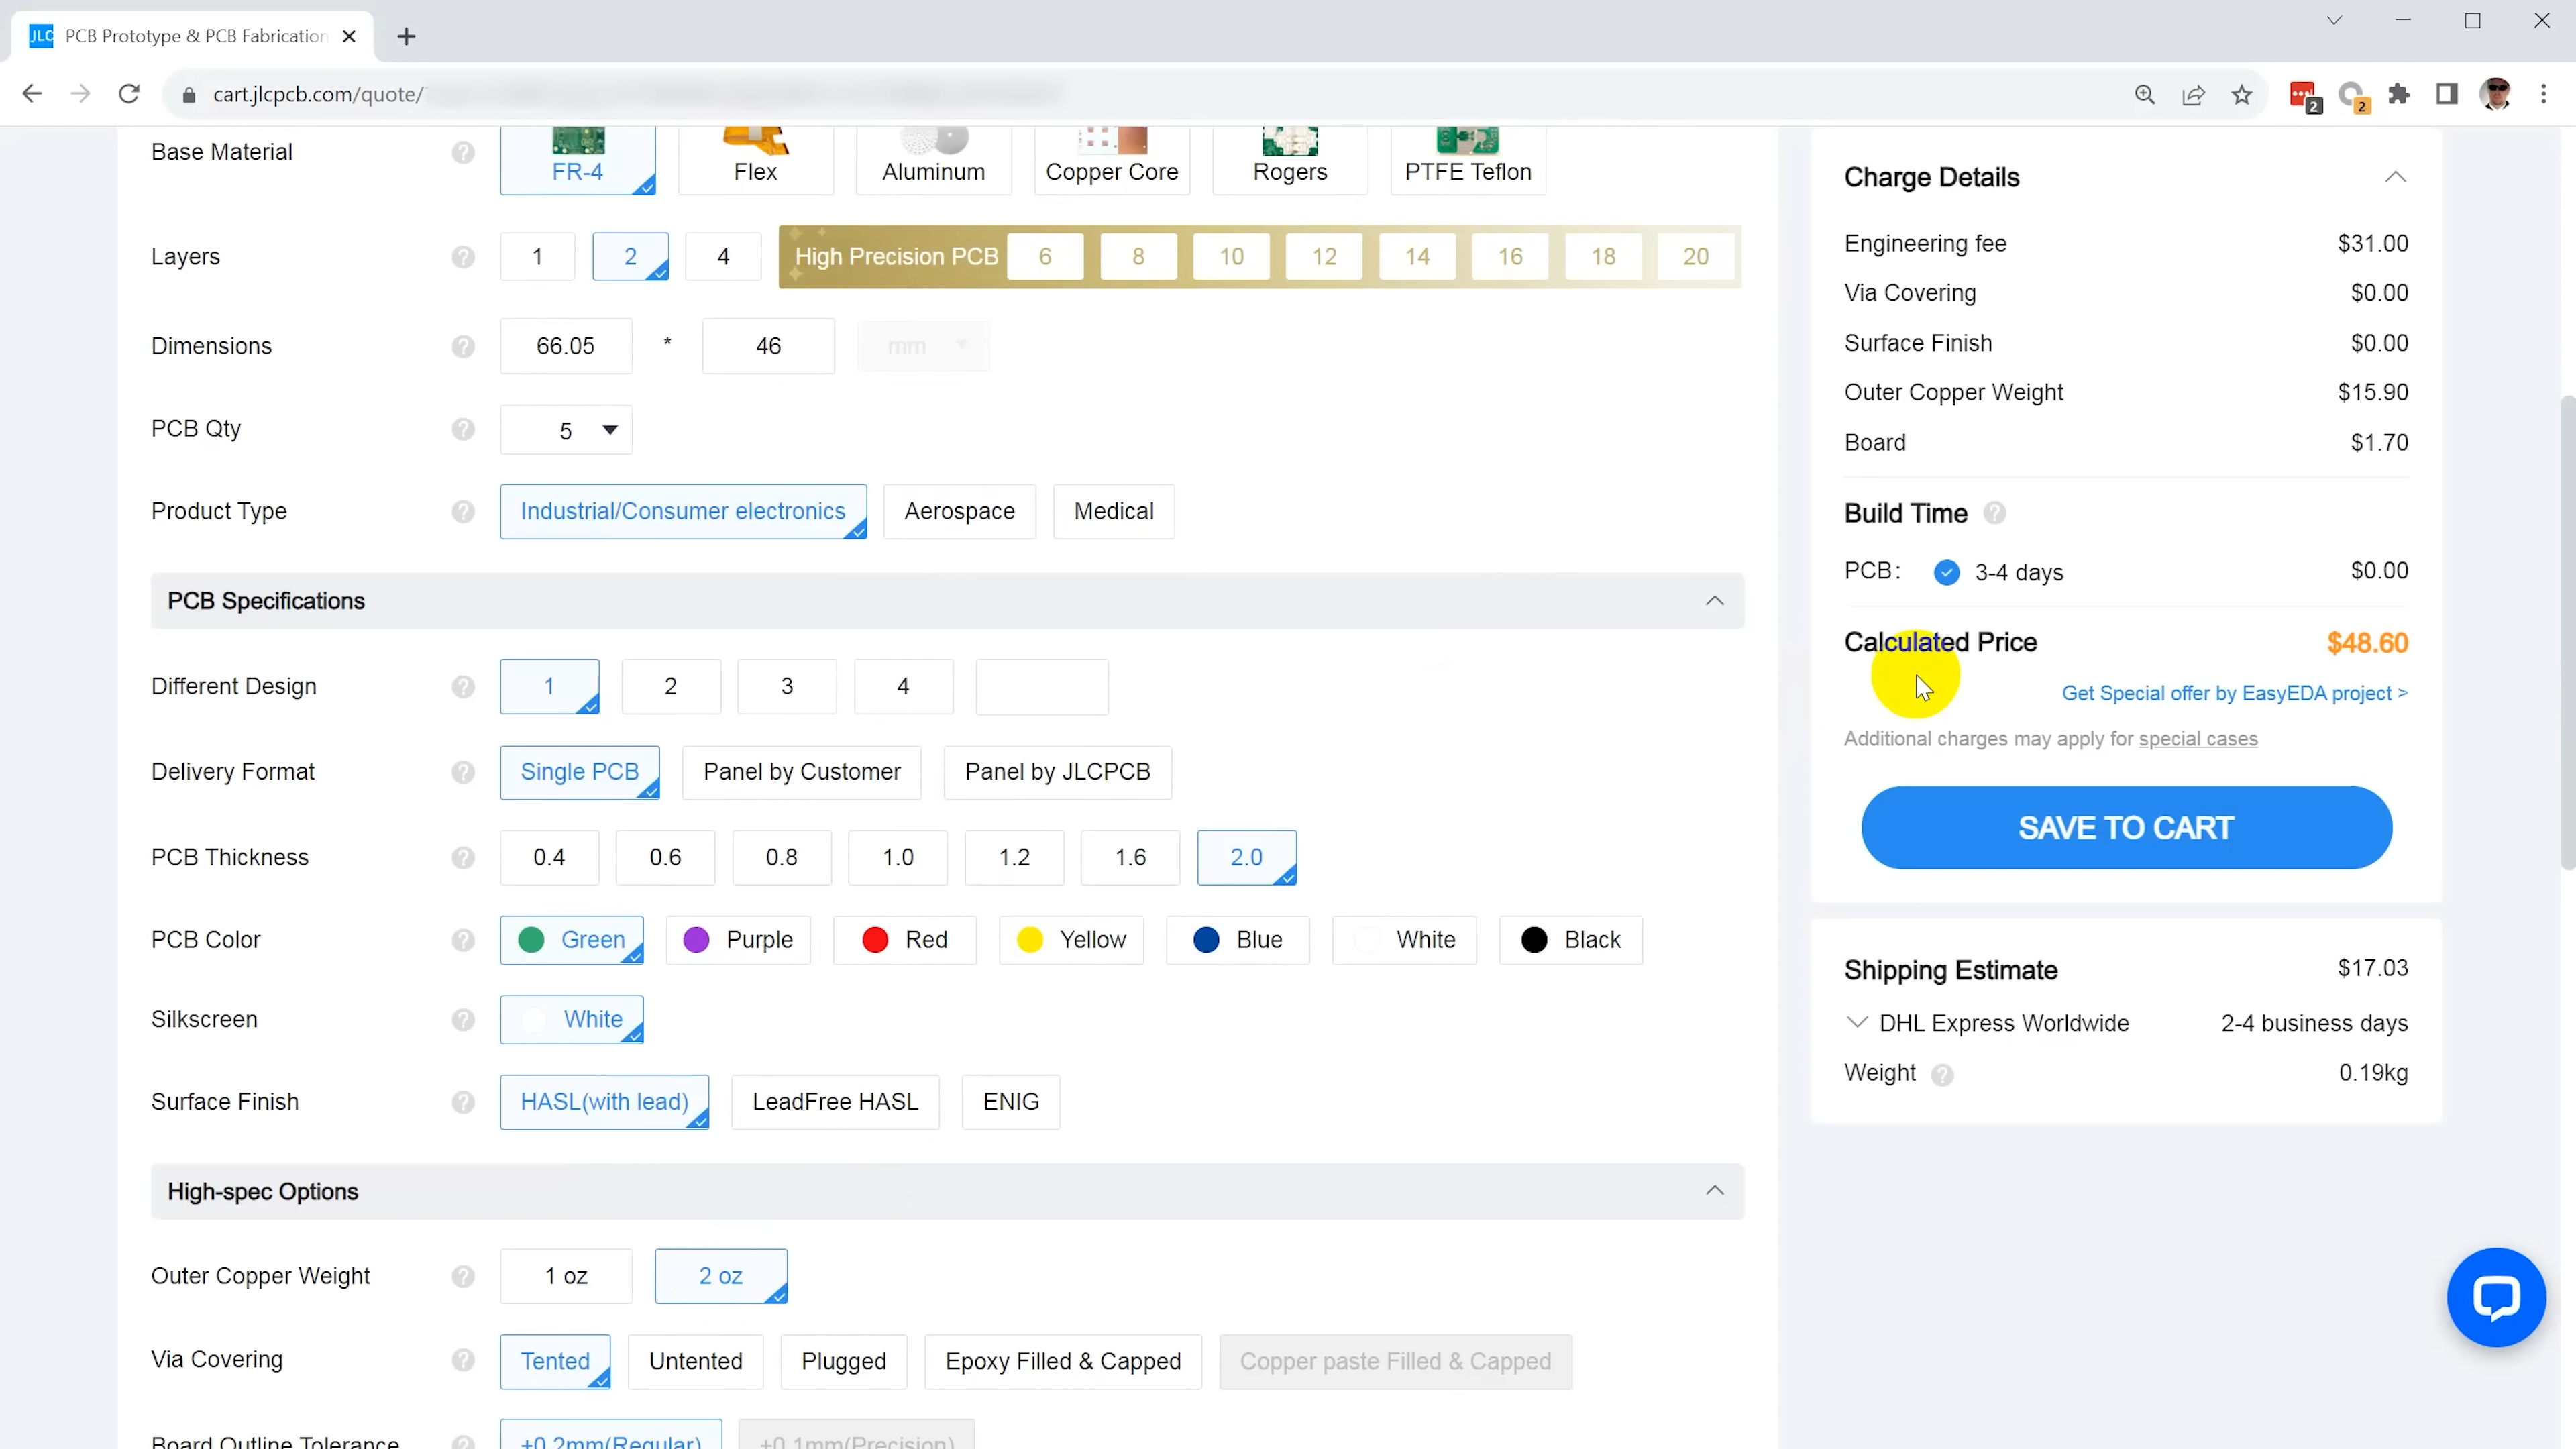 JLC PCB Prototype & PCB Fabrication
cart.jlcpcb.com/quote/
2 2
Base Material ? FR-4 Flex Aluminum Copper Core Rogers PTFE Teflon
Layers ? 1 2 4 High Precision PCB 6 8 10 12 14 16 18 20
Dimensions ? 66.05 * 46 mm
PCB Qty ? 5
Product Type ? Industrial/Consumer electronics Aerospace Medical
PCB Specifications
Different Design ? 1 2 3 4
Delivery Format ? Single PCB Panel by Customer Panel by JLCPCB
PCB Thickness ? 0.4 0.6 0.8 1.0 1.2 1.6 2.0
PCB Color ? Green Purple Red Yellow Blue White Black
Silkscreen ? White
Surface Finish ? HASL(with lead) LeadFree HASL ENIG
High-spec Options
Outer Copper Weight ? 1 oz 2 oz
Via Covering ? Tented Untented Plugged Epoxy Filled & Capped Copper paste Filled & Capped
Board Outline Tolerance ? ±0.2mm(Regular) ±0.1mm(Precision)
Charge Details
Engineering fee $31.00
Via Covering $0.00
Surface Finish $0.00
Outer Copper Weight $15.90
Board $1.70
Build Time ?
PCB: 3-4 days $0.00
Calculated Price $48.60
Get Special offer by EasyEDA project >
Additional charges may apply for special cases
SAVE TO CART
Shipping Estimate $17.03
DHL Express Worldwide 2-4 business days
Weight ? 0.19kg